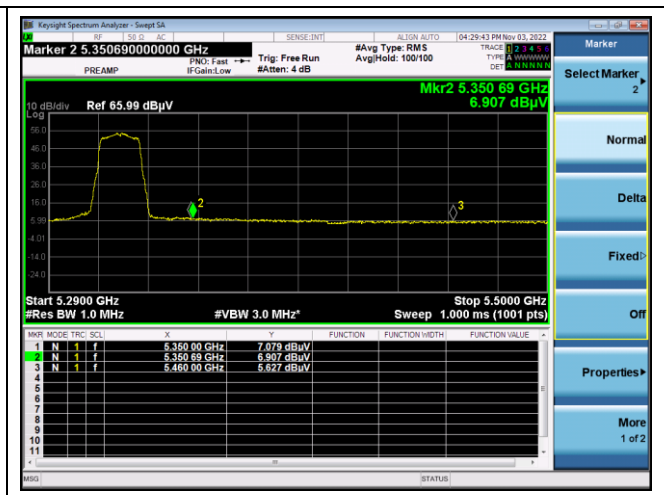 Keysight Spectrum Analyzer - Swept SA
RF 50 Ω AC SENSE:INT ALIGN AUTO 04:29:43 PM Nov 03, 2022
Marker 2 5.350690000000 GHz
PREAMP
PNO: Fast
IFGain:Low
Trig: Free Run
#Atten: 4 dB
#Avg Type: RMS
Avg|Hold: 100/100
TRACE 1 2 3 4 5 6
TYPE A WWWWW
DET A N N N N N
Mkr2 5.350 69 GHz
6.907 dBµV
10 dB/div Ref 65.99 dBµV
Log
56.0
46.0
36.0
26.0
16.0
5.99
-4.01
-14.0
-24.0
2
3
Start 5.2900 GHz Stop 5.5000 GHz
#Res BW 1.0 MHz #VBW 3.0 MHz* Sweep 1.000 ms (1001 pts)
MKR MODE TRC SCL X Y FUNCTION FUNCTION WIDTH FUNCTION VALUE
1 N 1 f 5.350 00 GHz 7.079 dBµV
2 N 1 f 5.350 69 GHz 6.907 dBµV
3 N 1 f 5.460 00 GHz 5.627 dBµV
4
5
6
7
8
9
10
11
MSG STATUS
Marker
Select Marker
2
Normal
Delta
Fixed
Off
Properties
More
1 of 2